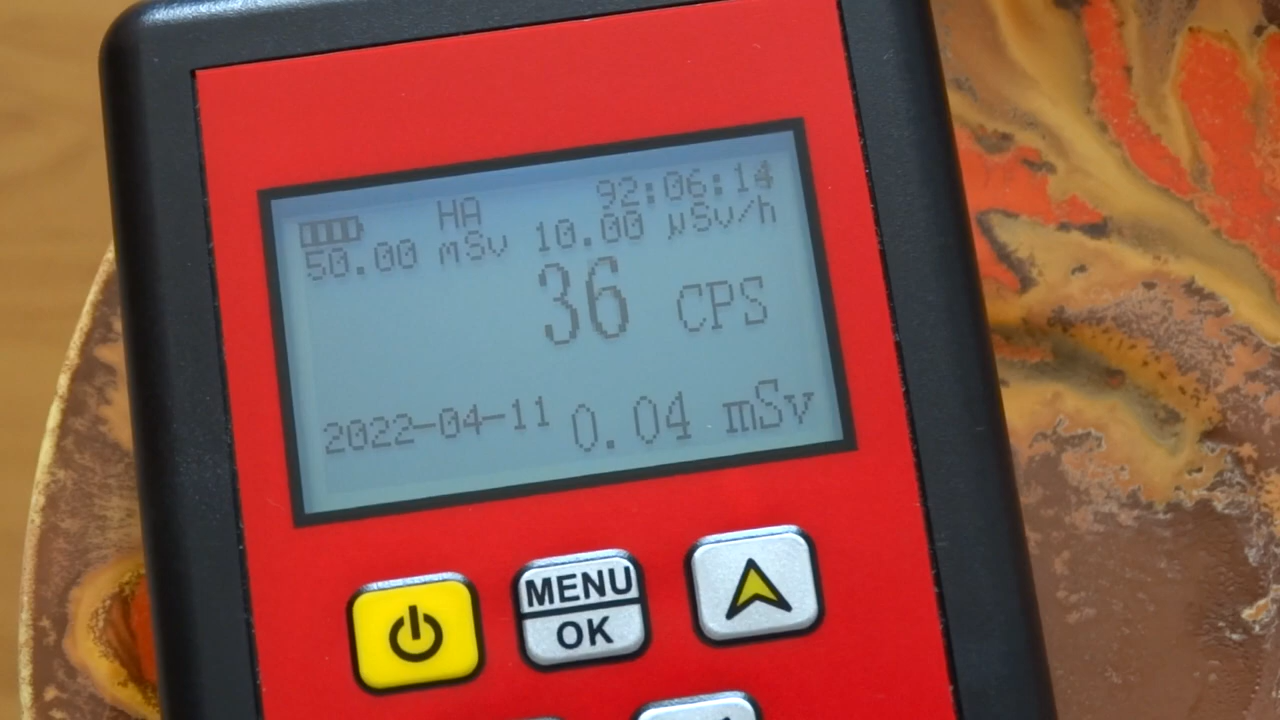 HA 92:06:14
50.00 mSv 10.00 µSv/h
36 CPS
2022-04-11 0.04 mSv
MENU
OK